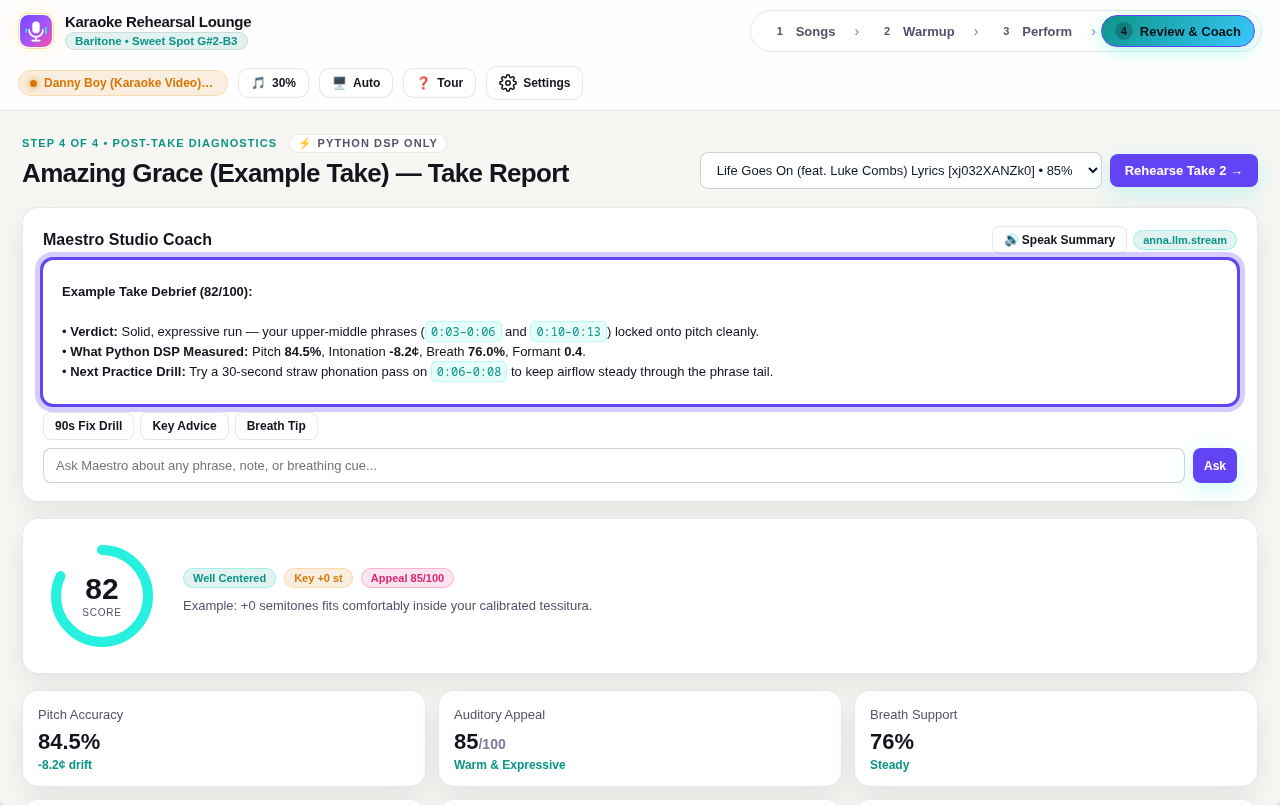 Karaoke Rehearsal Lounge
Baritone • Sweet Spot G#2-B3
1 Songs › 2 Warmup › 3 Perform › 4 Review & Coach
Danny Boy (Karaoke Video)…
🎵 30%
🖥️ Auto
❓ Tour
Settings
STEP 4 OF 4 • POST-TAKE DIAGNOSTICS
⚡ PYTHON DSP ONLY
Amazing Grace (Example Take) — Take Report
Life Goes On (feat. Luke Combs) Lyrics [xj032XANZk0] • 85%
Rehearse Take 2 →
Maestro Studio Coach
🔊 Speak Summary
anna.llm.stream
Example Take Debrief (82/100):
• Verdict: Solid, expressive run — your upper-middle phrases (0:03–0:06 and 0:10–0:13) locked onto pitch cleanly.
• What Python DSP Measured: Pitch 84.5%, Intonation -8.2¢, Breath 76.0%, Formant 0.4.
• Next Practice Drill: Try a 30-second straw phonation pass on 0:06–0:08 to keep airflow steady through the phrase tail.
90s Fix Drill
Key Advice
Breath Tip
Ask Maestro about any phrase, note, or breathing cue...
Ask
82
SCORE
Well Centered
Key +0 st
Appeal 85/100
Example: +0 semitones fits comfortably inside your calibrated tessitura.
Pitch Accuracy
84.5%
-8.2¢ drift
Auditory Appeal
85/100
Warm & Expressive
Breath Support
76%
Steady